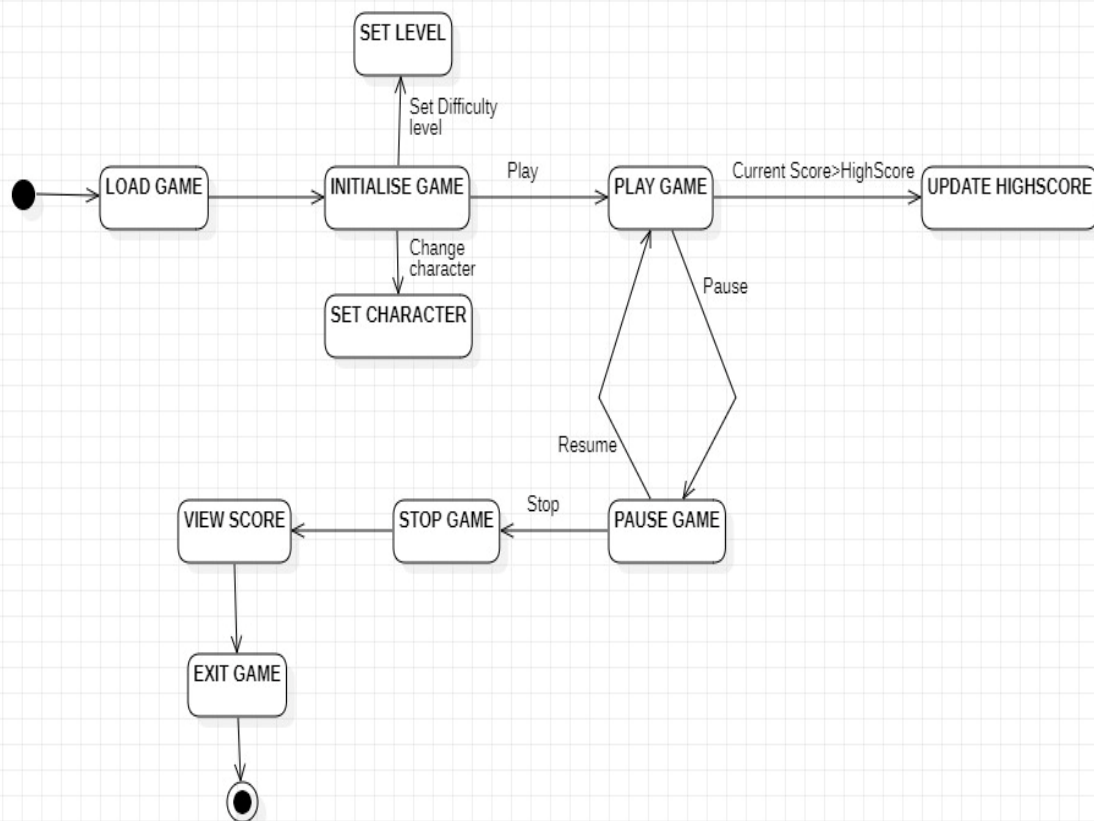 SET LEVEL
Set Difficulty
level
LOAD GAME
INITIALISE GAME
Play
PLAY GAME
Current Score>HighScore
UPDATE HIGHSCORE
Change
character
SET CHARACTER
Pause
Resume
VIEW SCORE
STOP GAME
Stop
PAUSE GAME
EXIT GAME